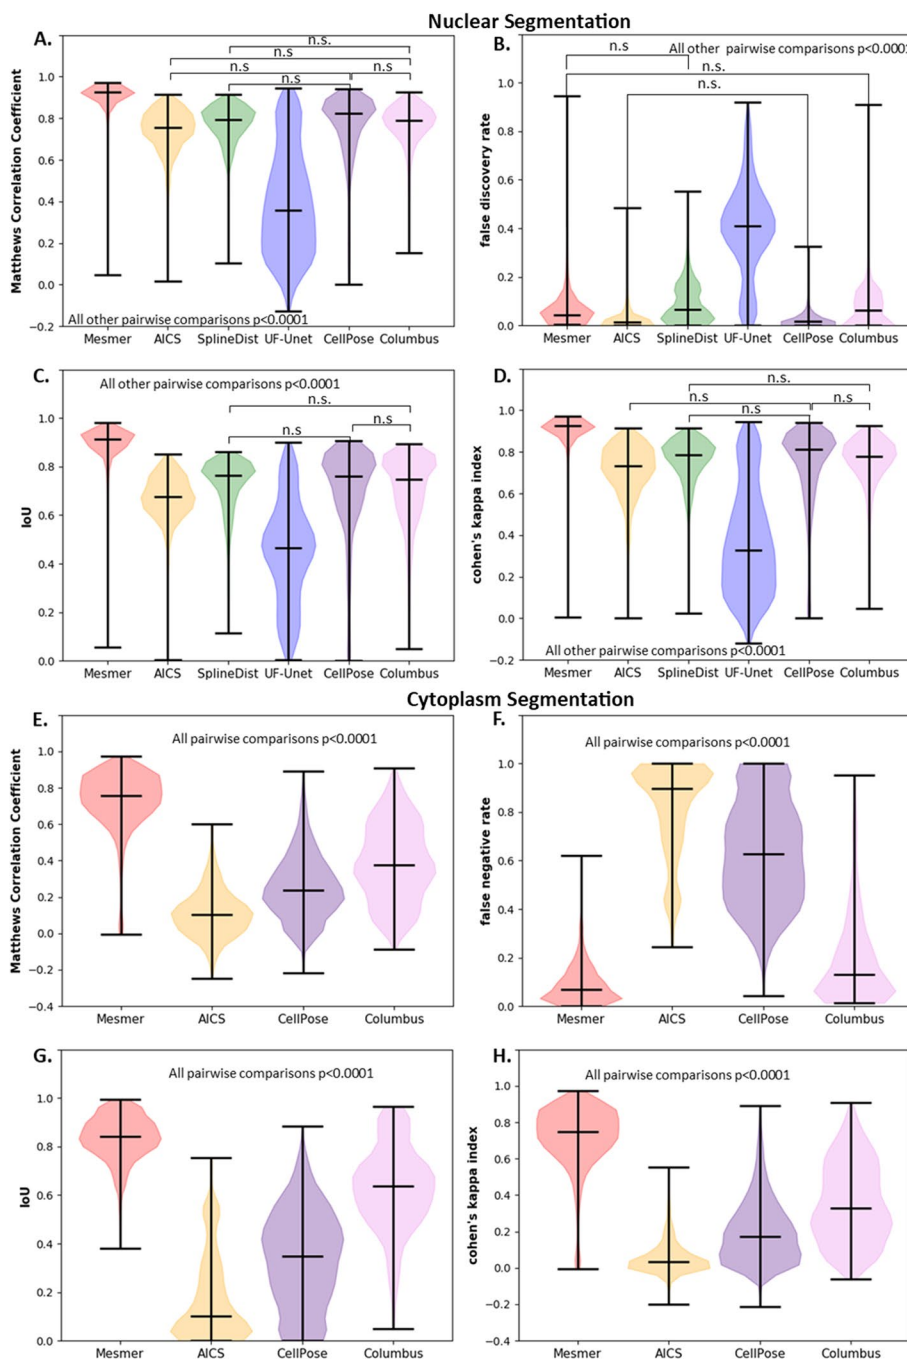 Nuclear Segmentation
A.
n.s.
n.s
n.s
n.s
n.s
Matthews Correlation Coefficient
1.0
0.8
0.6
0.4
0.2
0.0
−0.2
All other pairwise comparisons p<0.0001
Mesmer AICS SplineDist UF-Unet CellPose Columbus
B.
n.s
All other pairwise comparisons p<0.0001
n.s.
n.s.
false discovery rate
1.0
0.8
0.6
0.4
0.2
0.0
Mesmer AICS SplineDist UF-Unet CellPose Columbus
C.
All other pairwise comparisons p<0.0001
n.s.
n.s
n.s
IoU
1.0
0.8
0.6
0.4
0.2
0.0
Mesmer AICS SplineDist UF-Unet CellPose Columbus
D.
n.s.
n.s
n.s
n.s
cohen's kappa index
1.0
0.8
0.6
0.4
0.2
0.0
−0.2
All other pairwise comparisons p<0.0001
Mesmer AICS SplineDist UF-Unet CellPose Columbus
Cytoplasm Segmentation
E.
All pairwise comparisons p<0.0001
Matthews Correlation Coefficient
1.0
0.8
0.6
0.4
0.2
0.0
−0.2
−0.4
Mesmer AICS CellPose Columbus
F.
All pairwise comparisons p<0.0001
false negative rate
1.0
0.8
0.6
0.4
0.2
0.0
Mesmer AICS CellPose Columbus
G.
All pairwise comparisons p<0.0001
IoU
1.0
0.8
0.6
0.4
0.2
0.0
Mesmer AICS CellPose Columbus
H.
All pairwise comparisons p<0.0001
cohen's kappa index
1.0
0.8
0.6
0.4
0.2
0.0
−0.2
−0.4
Mesmer AICS CellPose Columbus